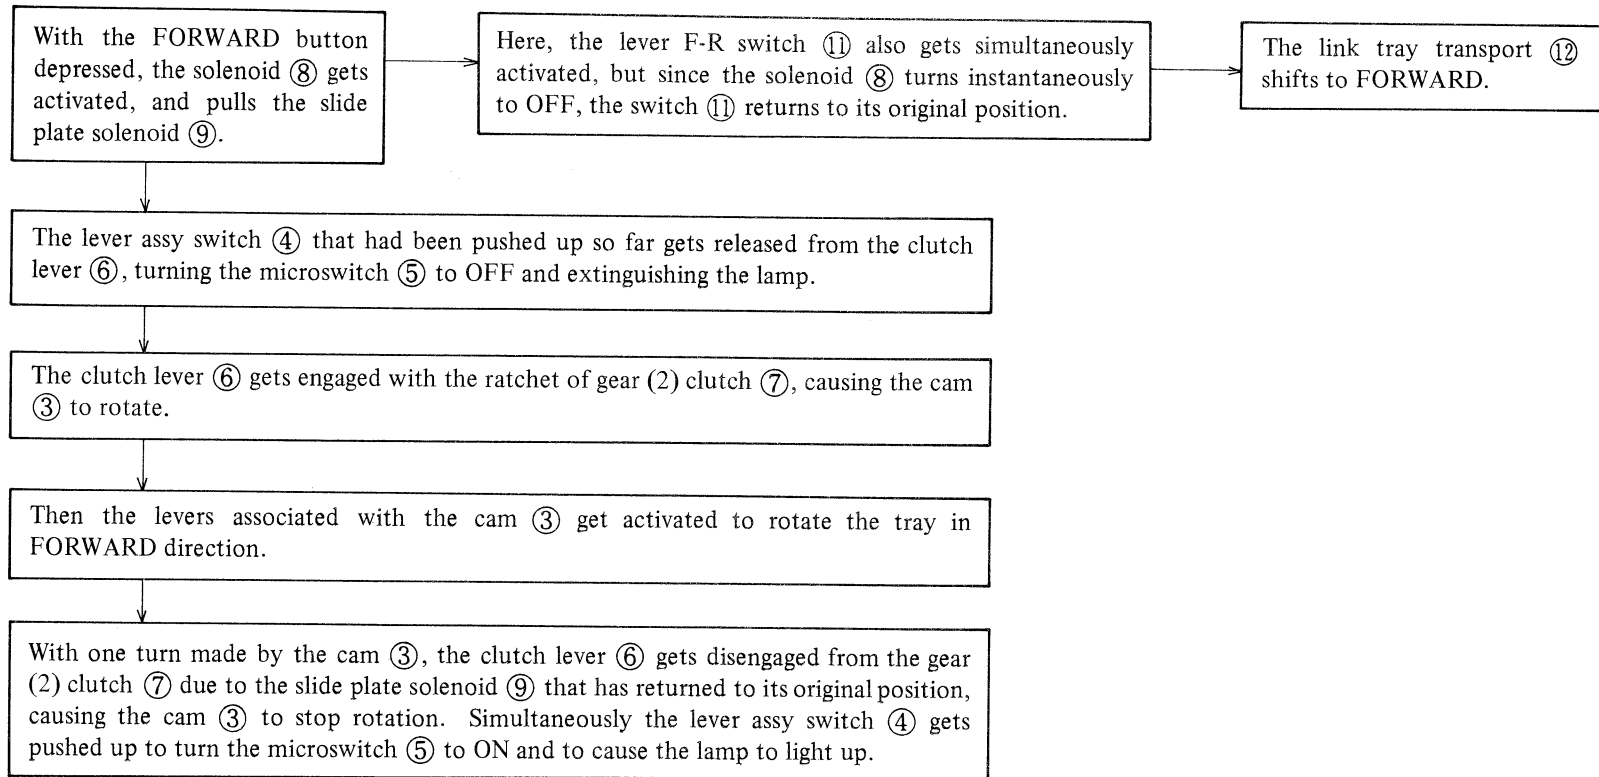 With the FORWARD button
depressed, the solenoid ⑧ gets
activated, and pulls the slide
plate solenoid ⑨.
Here, the lever F-R switch ⑪ also gets simultaneously
activated, but since the solenoid ⑧ turns instantaneously
to OFF, the switch ⑪ returns to its original position.
The link tray transport ⑫
shifts to FORWARD.
The lever assy switch ④ that had been pushed up so far gets released from the clutch
lever ⑥, turning the microswitch ⑤ to OFF and extinguishing the lamp.
The clutch lever ⑥ gets engaged with the ratchet of gear (2) clutch ⑦, causing the cam
③ to rotate.
Then the levers associated with the cam ③ get activated to rotate the tray in
FORWARD direction.
With one turn made by the cam ③, the clutch lever ⑥ gets disengaged from the gear
(2) clutch ⑦ due to the slide plate solenoid ⑨ that has returned to its original position,
causing the cam ③ to stop rotation. Simultaneously the lever assy switch ④ gets
pushed up to turn the microswitch ⑤ to ON and to cause the lamp to light up.